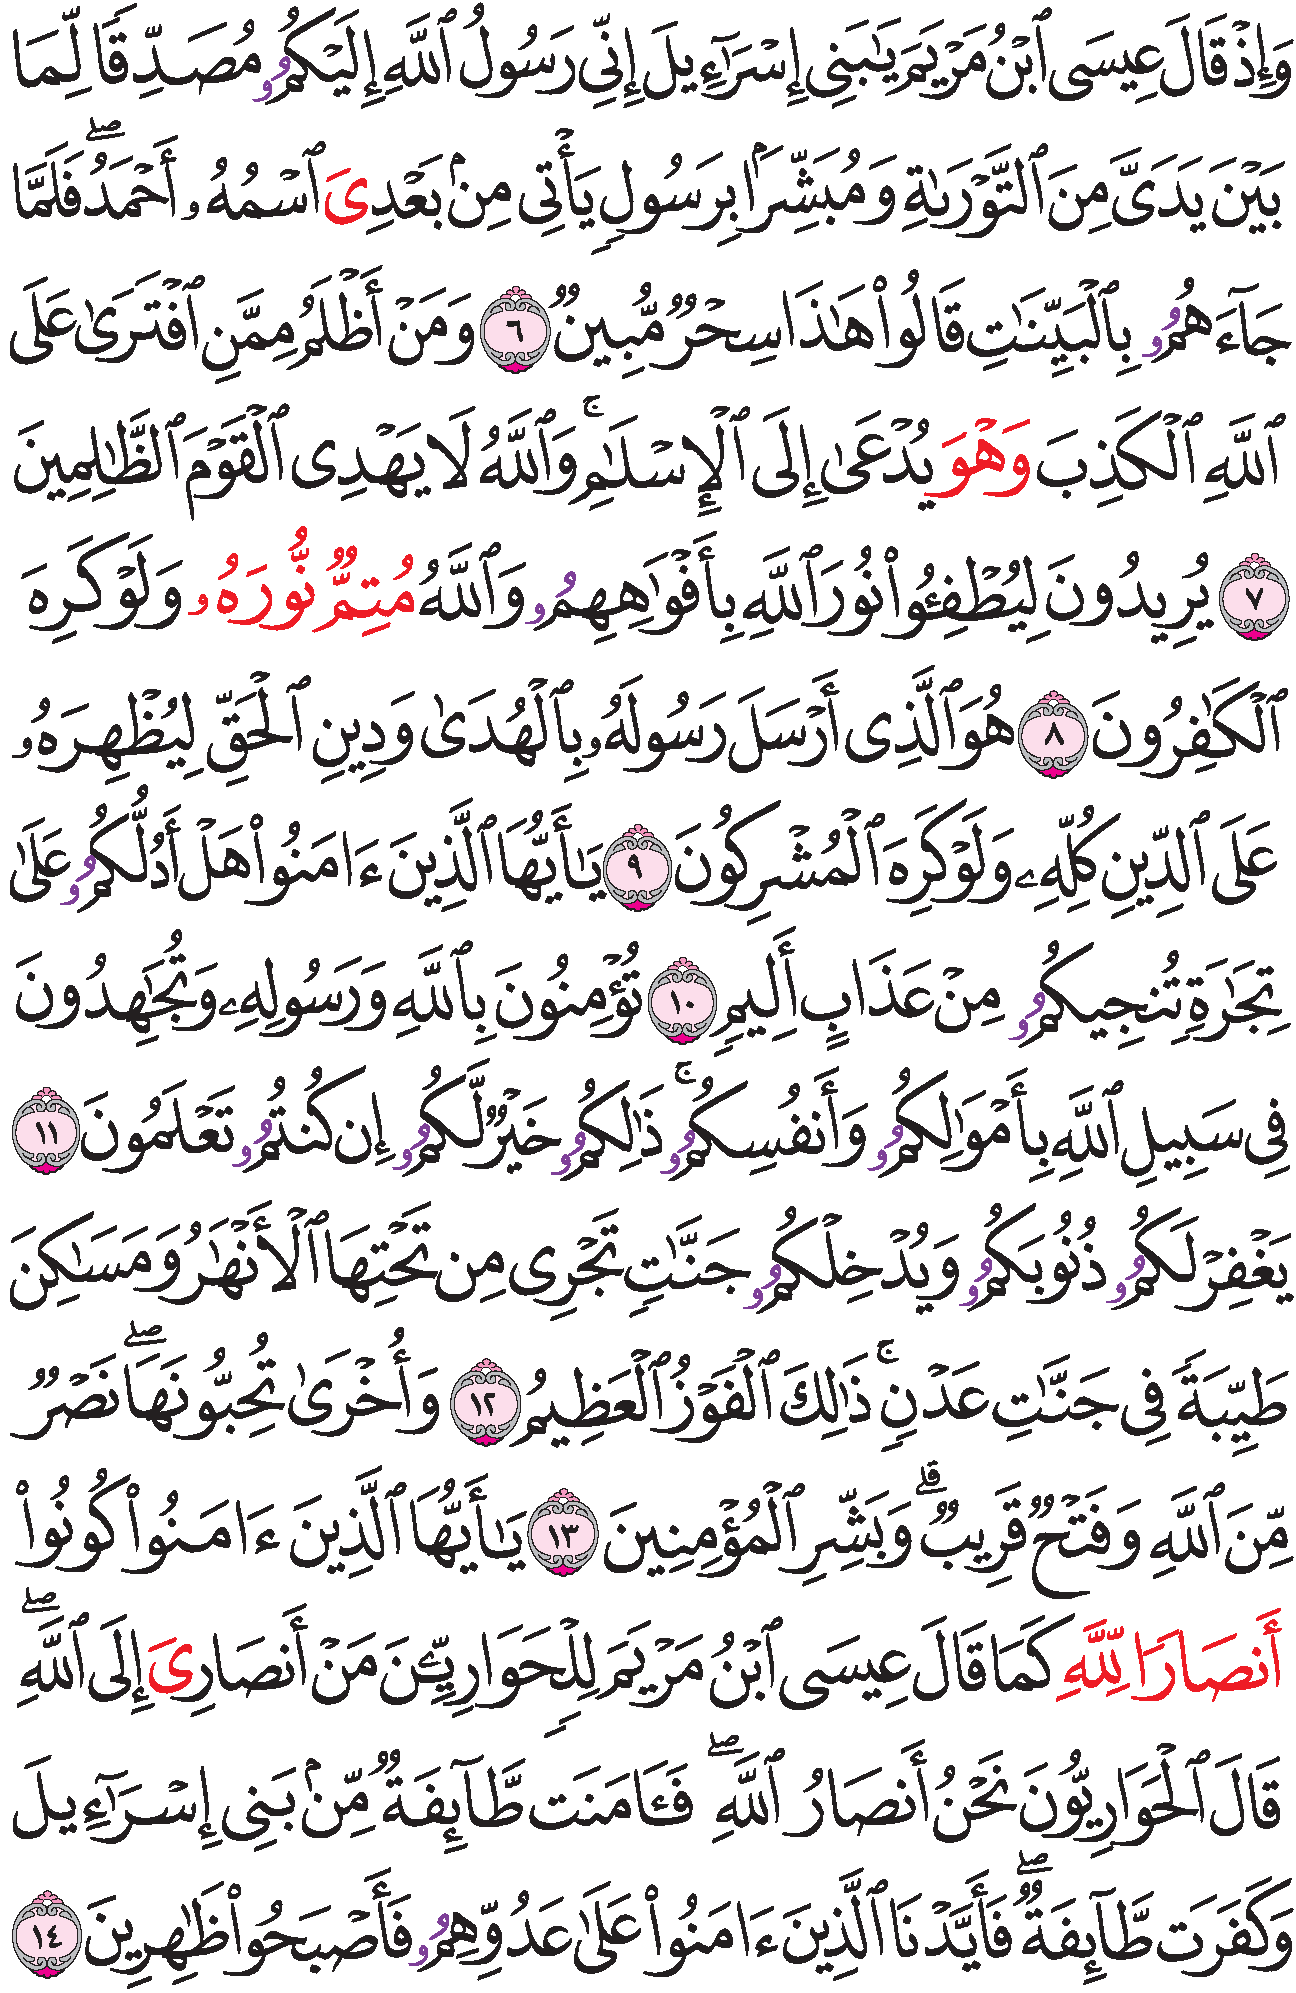 وَإِذۡ قَالَ عِيسَى ٱبۡنُ مَرۡيَمَ يَٰبَنِي إِسۡرَٰٓءِيلَ إِنِّي رَسُولُ ٱللَّهِ إِلَيۡكُمُۥ مُصَدِّقٗا لِّمَا
بَيۡنَ يَدَيَّ مِنَ ٱلتَّوۡرَىٰةِ وَمُبَشِّرَۢا بِرَسُولٖ يَأۡتِي مِنۢ بَعۡدِيَ ٱسۡمُهُۥ أَحۡمَدُۖ فَلَمَّا
جَآءَهُمُۥ بِٱلۡبَيِّنَٰتِ قَالُواْ هَٰذَا سِحۡرٞ مُّبِينٞ ٦ وَمَنۡ أَظۡلَمُ مِمَّنِ ٱفۡتَرَىٰ عَلَى
ٱللَّهِ ٱلۡكَذِبَ وَهۡوَ يُدۡعَىٰ إِلَى ٱلۡإِسۡلَٰمِۚ وَٱللَّهُ لَا يَهۡدِي ٱلۡقَوۡمَ ٱلظَّٰلِمِينَ
٧ يُرِيدُونَ لِيُطۡفِـُٔواْ نُورَ ٱللَّهِ بِأَفۡوَٰهِهِمُۥ وَٱللَّهُ مُتِمّٞ نُّورَهُۥ وَلَوۡ كَرِهَ
ٱلۡكَٰفِرُونَ ٨ هُوَ ٱلَّذِي أَرۡسَلَ رَسُولَهُۥ بِٱلۡهُدَىٰ وَدِينِ ٱلۡحَقِّ لِيُظۡهِرَهُۥ
عَلَى ٱلدِّينِ كُلِّهِۦ وَلَوۡ كَرِهَ ٱلۡمُشۡرِكُونَ ٩ يَٰأَيُّهَا ٱلَّذِينَ ءَامَنُواْ هَلۡ أَدُلُّكُمُۥ عَلَىٰ
تِجَٰرَةٖ تُنجِيكُمُۥ مِنۡ عَذَابٍ أَلِيمٖ ١٠ تُؤۡمِنُونَ بِٱللَّهِ وَرَسُولِهِۦ وَتُجَٰهِدُونَ
فِي سَبِيلِ ٱللَّهِ بِأَمۡوَٰلِكُمُۥ وَأَنفُسِكُمُۥۚ ذَٰلِكُمُۥ خَيۡرٞ لَّكُمُۥ إِن كُنتُمُۥ تَعۡلَمُونَ ١١
يَغۡفِرۡ لَكُمُۥ ذُنُوبَكُمُۥ وَيُدۡخِلۡكُمُۥ جَنَّٰتٖ تَجۡرِي مِن تَحۡتِهَا ٱلۡأَنۡهَٰرُ وَمَسَٰكِنَ
طَيِّبَةٗ فِي جَنَّٰتِ عَدۡنٖۚ ذَٰلِكَ ٱلۡفَوۡزُ ٱلۡعَظِيمُ ١٢ وَأُخۡرَىٰ تُحِبُّونَهَاۖ نَصۡرٞ
مِّنَ ٱللَّهِ وَفَتۡحٞ قَرِيبٞۗ وَبَشِّرِ ٱلۡمُؤۡمِنِينَ ١٣ يَٰأَيُّهَا ٱلَّذِينَ ءَامَنُواْ كُونُواْ
أَنصَارٗا لِلَّهِ كَمَا قَالَ عِيسَى ٱبۡنُ مَرۡيَمَ لِلۡحَوَارِيِّـۧنَ مَنۡ أَنصَارِيَ إِلَى ٱللَّهِۖ
قَالَ ٱلۡحَوَارِيُّونَ نَحۡنُ أَنصَارُ ٱللَّهِۖ فَـَٔامَنَت طَّآئِفَةٞ مِّنۢ بَنِي إِسۡرَٰٓءِيلَ
وَكَفَرَت طَّآئِفَةٞۖ فَأَيَّدۡنَا ٱلَّذِينَ ءَامَنُواْ عَلَىٰ عَدُوِّهِمُۥ فَأَصۡبَحُواْ ظَٰهِرِينَ ١٤